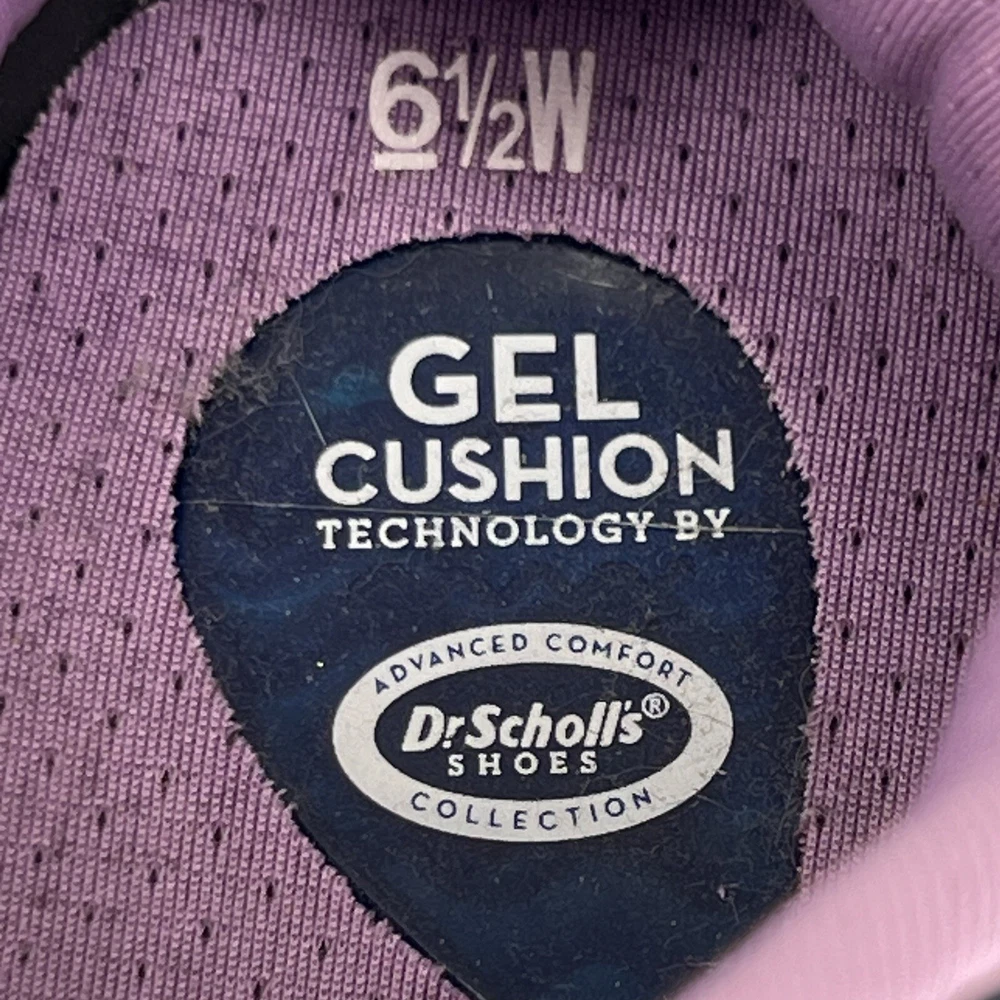 6½W
GEL
CUSHION
TECHNOLOGY BY
ADVANCED COMFORT
Dr. Scholl's®
SHOES
COLLECTION